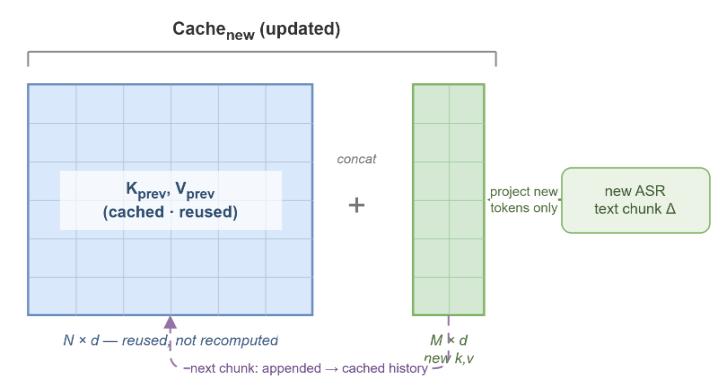 Cachenew (updated)
concat
Kprev, Vprev
(cached · reused)
+
project new
tokens only
new ASR
text chunk Δ
N × d — reused, not recomputed
M × d
new k,v
next chunk: appended → cached history